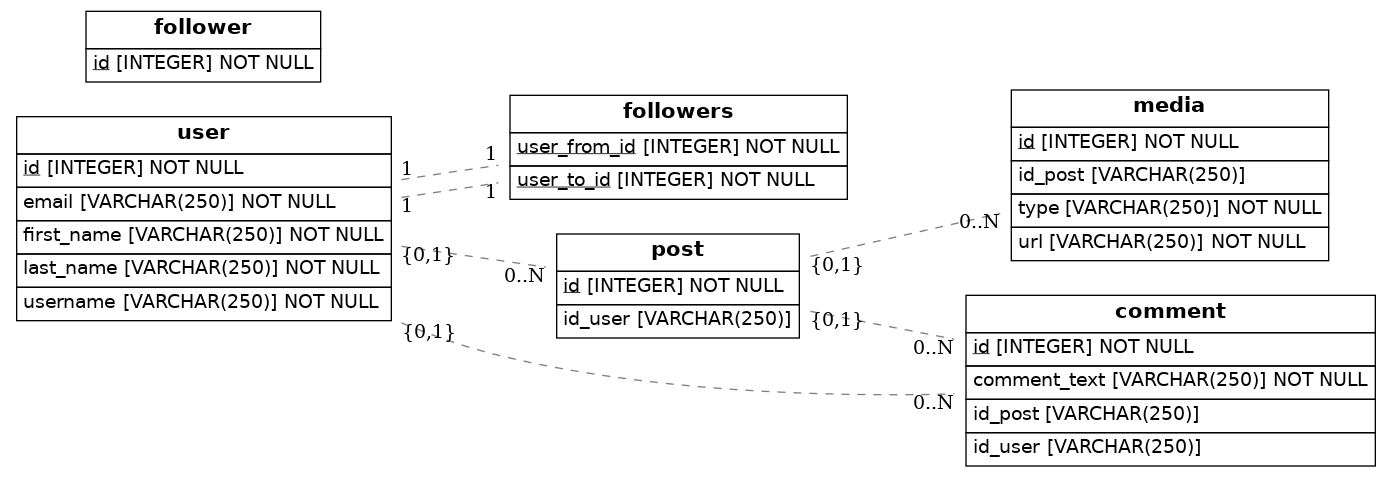 follower
id [INTEGER] NOT NULL
user
id [INTEGER] NOT NULL
email [VARCHAR(250)] NOT NULL
first_name [VARCHAR(250)] NOT NULL
last_name [VARCHAR(250)] NOT NULL
username [VARCHAR(250)] NOT NULL
1
1
{0,1}
{0,1}
1
1
0..N
followers
user_from_id [INTEGER] NOT NULL
user_to_id [INTEGER] NOT NULL
post
id [INTEGER] NOT NULL
id_user [VARCHAR(250)]
{0,1}
{0,1}
0..N
0..N
0..N
media
id [INTEGER] NOT NULL
id_post [VARCHAR(250)]
type [VARCHAR(250)] NOT NULL
url [VARCHAR(250)] NOT NULL
comment
id [INTEGER] NOT NULL
comment_text [VARCHAR(250)] NOT NULL
id_post [VARCHAR(250)]
id_user [VARCHAR(250)]